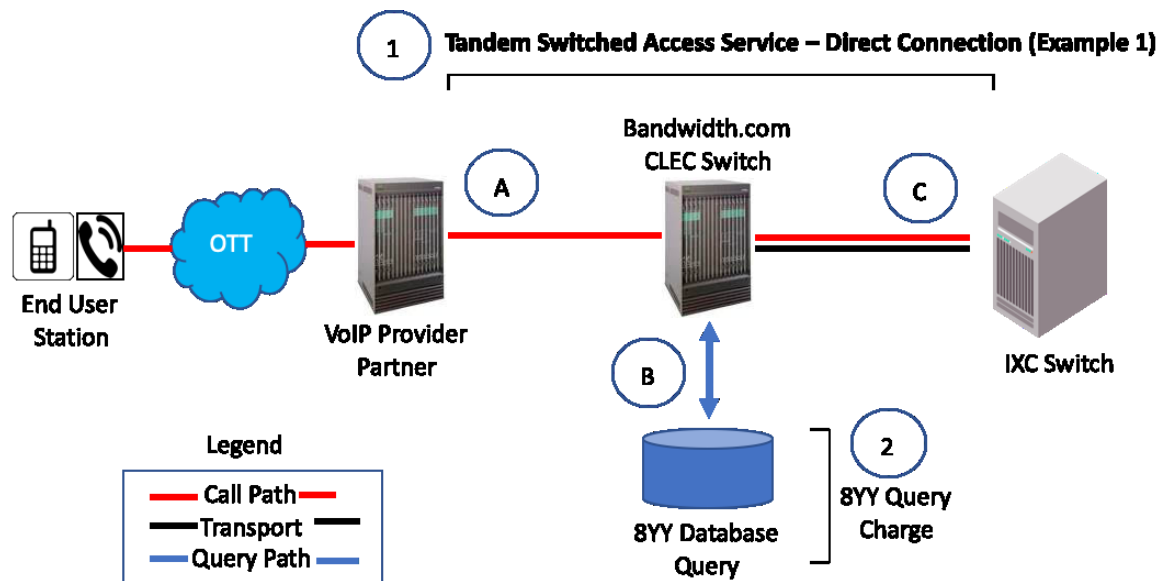 1
Tandem Switched Access Service – Direct Connection (Example 1)
Bandwidth.com
CLEC Switch
A
C
OTT
End User
Station
VoIP Provider
Partner
IXC Switch
B
Legend
Call Path
Transport
Query Path
8YY Database
Query
2
8YY Query
Charge